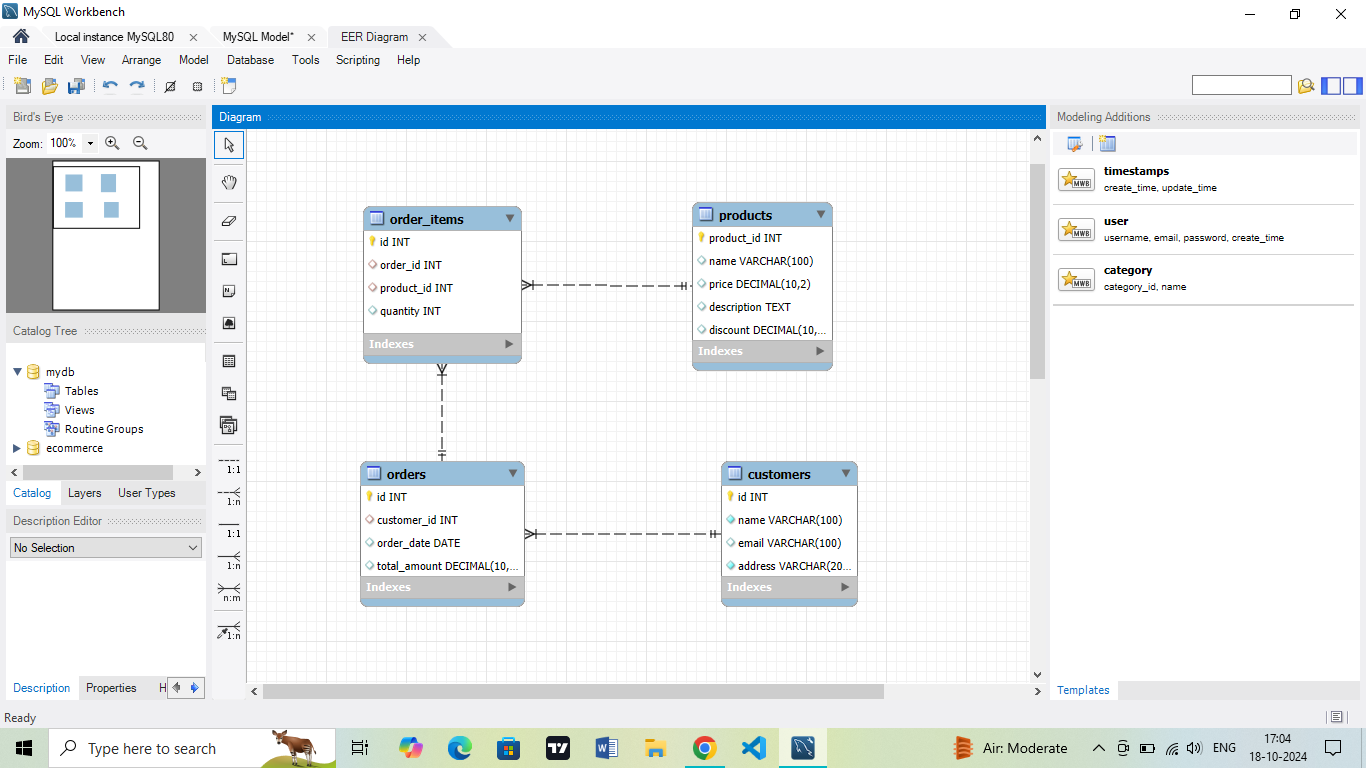 MySQL Workbench
Local instance MySQL80
MySQL Model*
EER Diagram
File Edit View Arrange Model Database Tools Scripting Help
Bird's Eye
Zoom: 100%
Catalog Tree
mydb
Tables
Views
Routine Groups
ecommerce
Catalog Layers User Types
Description Editor
No Selection
Description Properties H
Diagram
1:1
1:n
1:1
1:n
n:m
1:n
order_items
id INT
order_id INT
product_id INT
quantity INT
Indexes
products
product_id INT
name VARCHAR(100)
price DECIMAL(10,2)
description TEXT
discount DECIMAL(10,...
Indexes
orders
id INT
customer_id INT
order_date DATE
total_amount DECIMAL(10,...
Indexes
customers
id INT
name VARCHAR(100)
email VARCHAR(100)
address VARCHAR(20...
Indexes
Modeling Additions
MWB
timestamps
create_time, update_time
MWB
user
username, email, password, create_time
MWB
category
category_id, name
Templates
Ready
Type here to search
Air: Moderate
ENG
17:04
18-10-2024